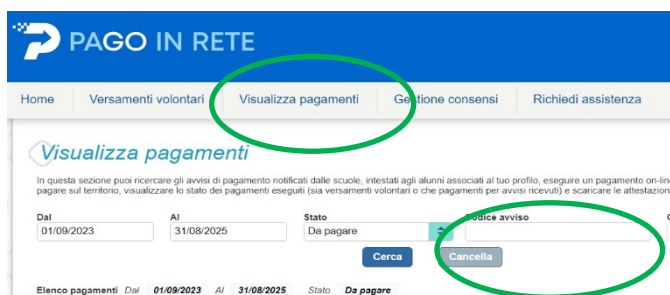 PAGO IN RETE
Home Versamenti volontari Visualizza pagamenti Gestione consensi Richiedi assistenza
Visualizza pagamenti
In questa sezione puoi ricercare gli avvisi di pagamento notificati dalle scuole, intestati agli alunni associati al tuo profilo, eseguire un pagamento on-lin
pagare sul territorio, visualizzare lo stato dei pagamenti eseguiti (sia versamenti volontari o che pagamenti per avvisi ricevuti) e scaricare le attestazion
Dal Al Stato Codice avviso
01/09/2023 31/08/2025 Da pagare
Cerca Cancella
Elenco pagamenti Dal 01/09/2023 Al 31/08/2025 Stato Da pagare